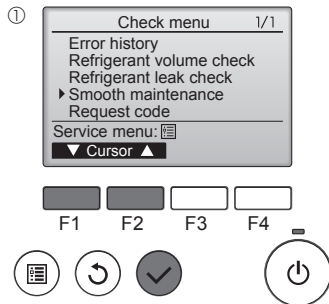 ①
Check menu 1/1
Error history
Refrigerant volume check
Refrigerant leak check
Smooth maintenance
Request code
Service menu:
▼ Cursor ▲
F1 F2 F3 F4